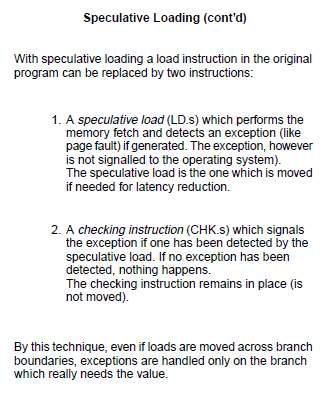 Speculative Loading (cont'd)
With speculative loading a load instruction in the original
program can be replaced by two instructions:
1. A speculative load (LD.s) which performs the
memory fetch and detects an exception (like
page fault) if generated. The exception, however
is not signalled to the operating system).
The speculative load is the one which is moved
if needed for latency reduction.
2. A checking instruction (CHK.s) which signals
the exception if one has been detected by the
speculative load. If no exception has been
detected, nothing happens.
The checking instruction remains in place (is
not moved).
By this technique, even if loads are moved across branch
boundaries, exceptions are handled only on the branch
which really needs the value.